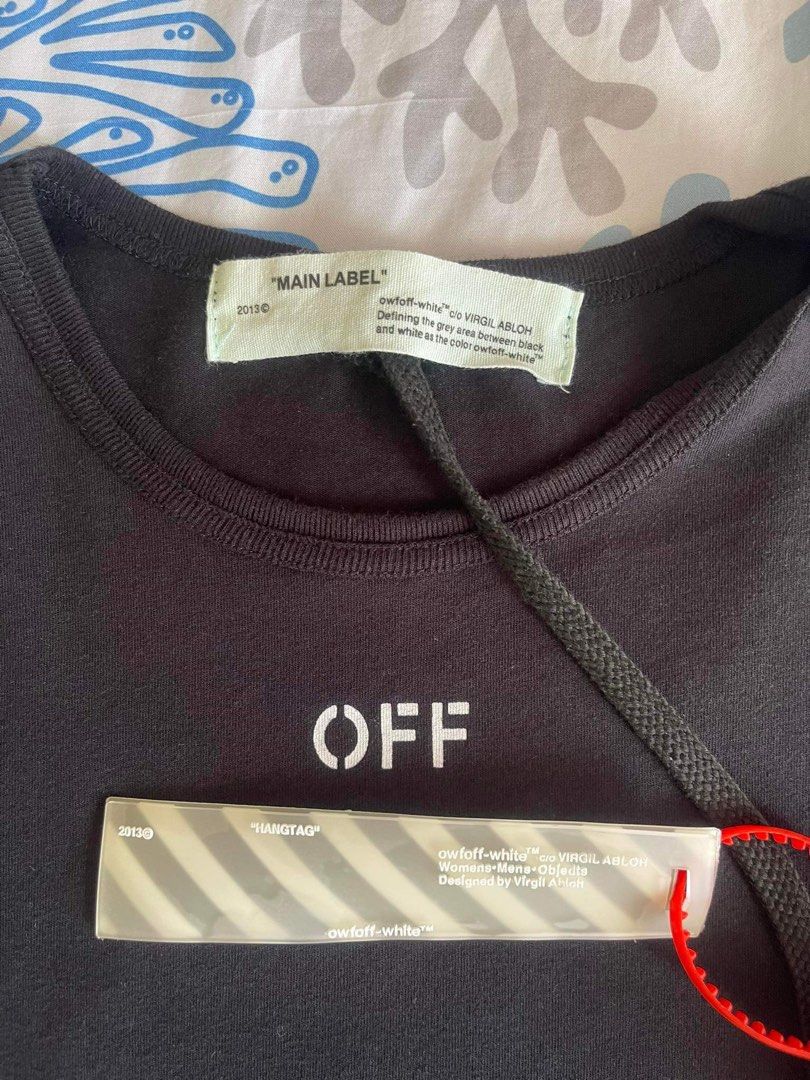 "MAIN LABEL"
2013©
owfoff-white™ c/o VIRGIL ABLOH
Defining the grey area between black
and white as the color owfoff-white™
OFF
2013©
"HANGTAG"
owfoff-white™ c/o VIRGIL ABLOH
Womens•Mens•Objects
Designed by Virgil Abloh
owfoff-white™